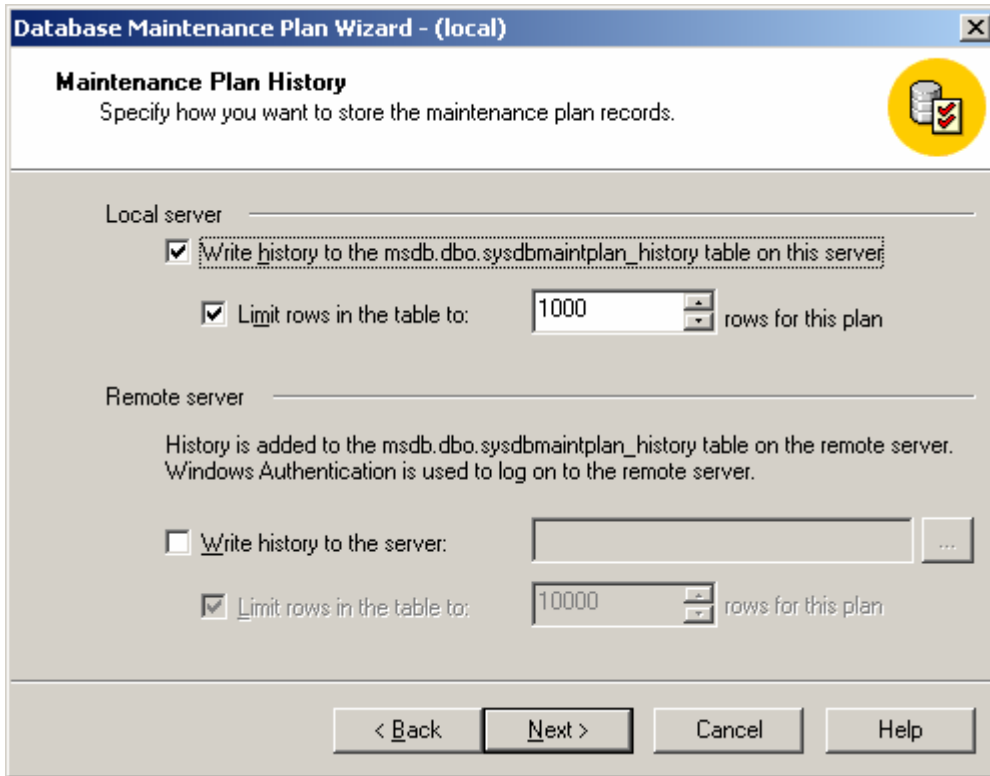 Database Maintenance Plan Wizard - (local)
Maintenance Plan History
Specify how you want to store the maintenance plan records.
Local server
Write history to the msdb.dbo.sysdbmaintplan_history table on this server
Limit rows in the table to: 1000 rows for this plan
Remote server
History is added to the msdb.dbo.sysdbmaintplan_history table on the remote server.
Windows Authentication is used to log on to the remote server.
Write history to the server: ...
Limit rows in the table to: 10000 rows for this plan
< Back Next > Cancel Help